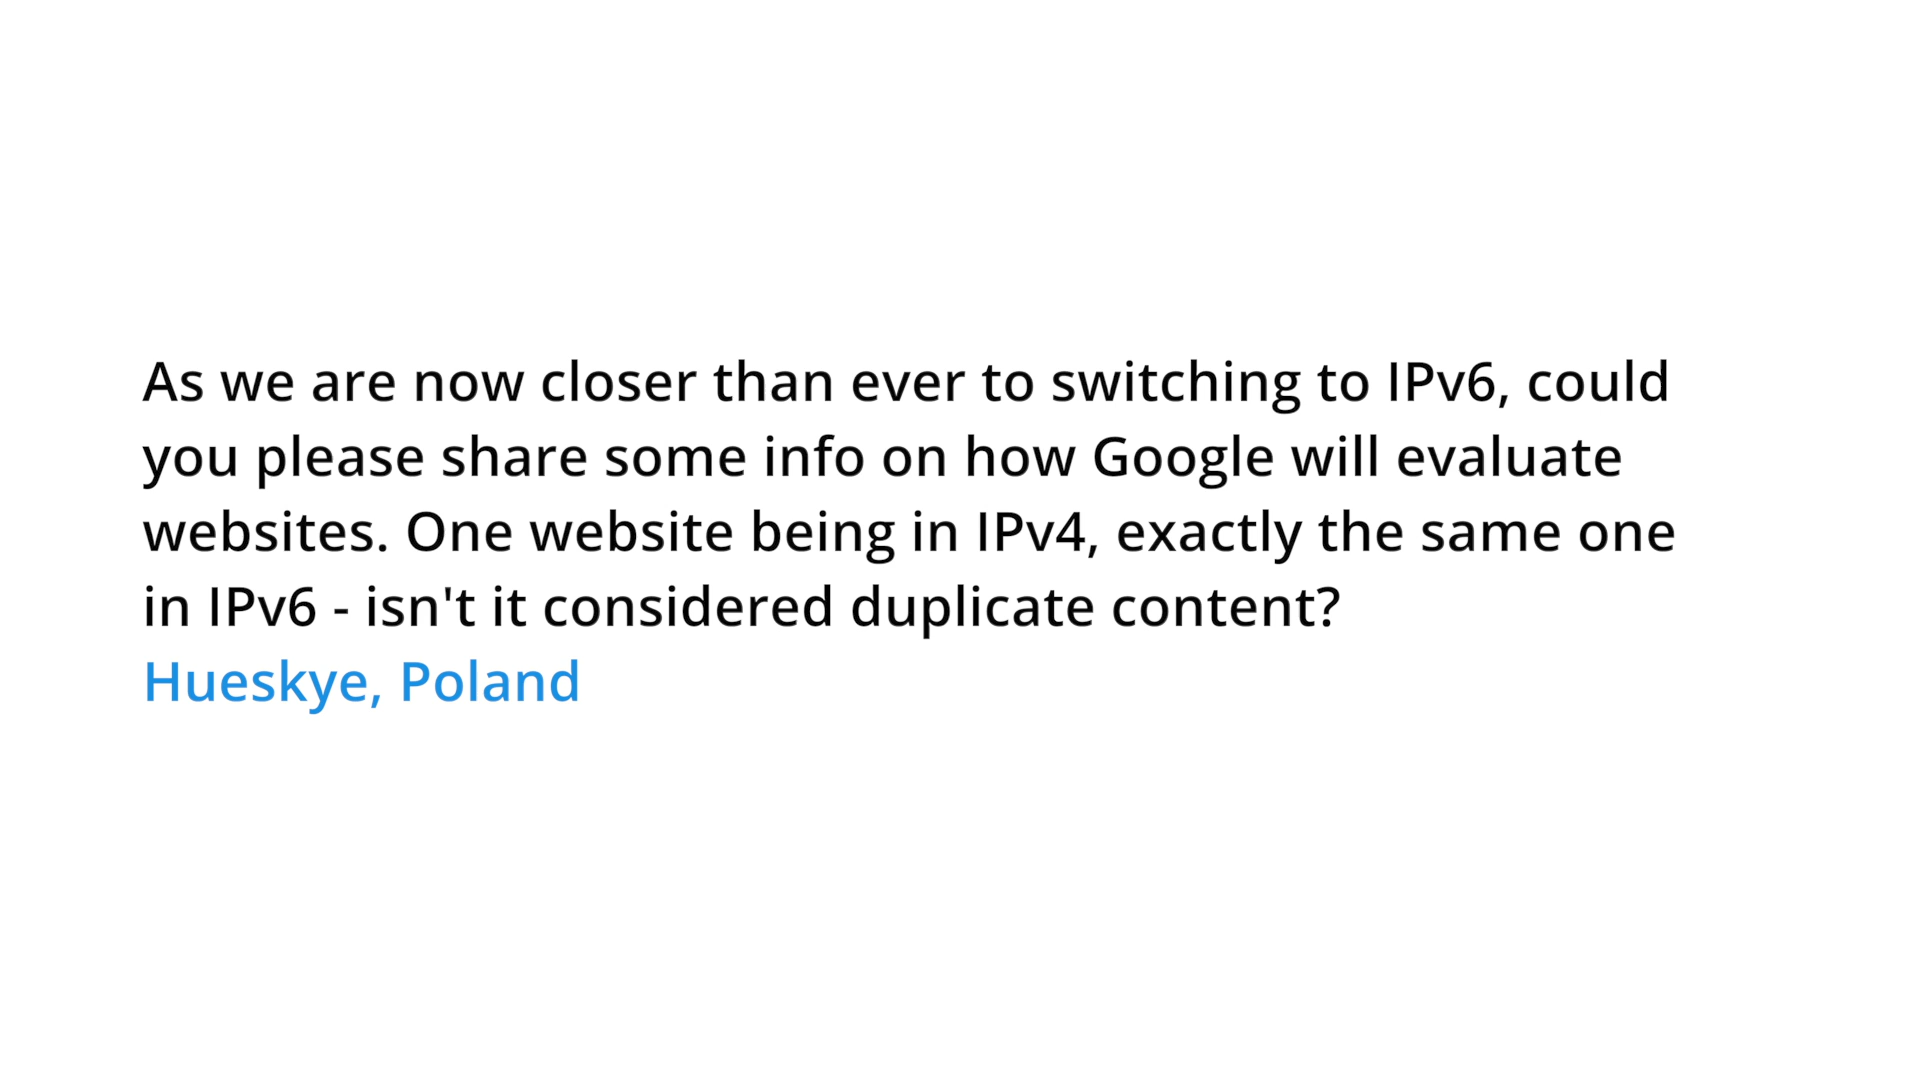 As we are now closer than ever to switching to IPv6, could
you please share some info on how Google will evaluate
websites. One website being in IPv4, exactly the same one
in IPv6 - isn't it considered duplicate content?
Hueskye, Poland